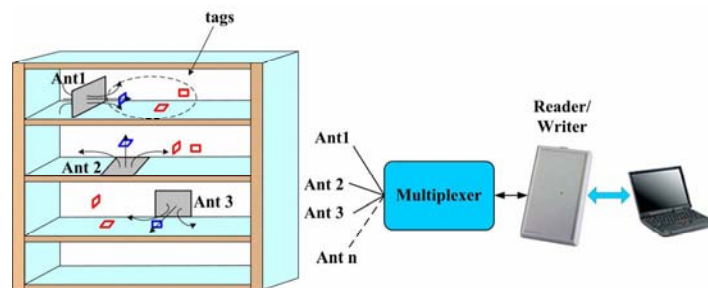 tags
Ant1
Ant 2
Ant 3
Ant1
Ant 2
Ant 3
Ant n
Multiplexer
Reader/
Writer